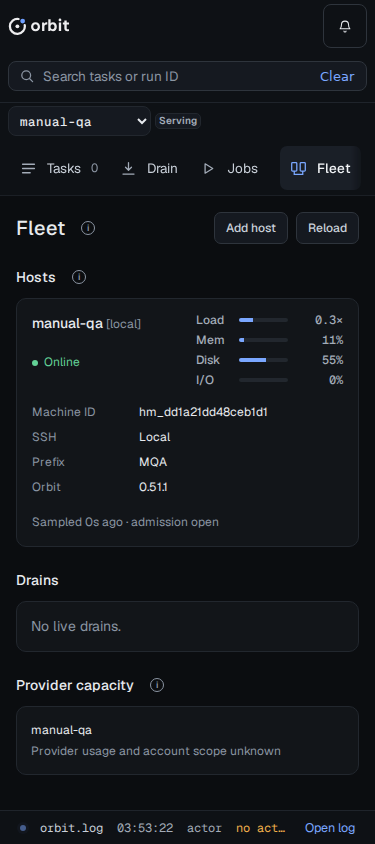 orbit
Search tasks or run ID Clear
manual-qa Serving
Tasks 0 Drain Jobs Fleet
Fleet Add host Reload
Hosts
manual-qa [local]
Online
Load 0.3×
Mem 11%
Disk 55%
I/O 0%
Machine ID hm_dd1a21dd48ceb1d1
SSH Local
Prefix MQA
Orbit 0.51.1
Sampled 0s ago · admission open
Drains
No live drains.
Provider capacity
manual-qa
Provider usage and account scope unknown
orbit.log 03:53:22 actor no act… Open log